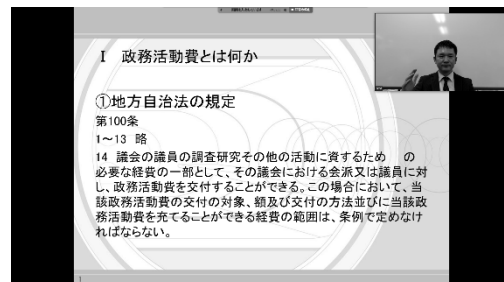 Ⅰ　政務活動費とは何か
①地方自治法の規定
第100条
1～13　略
14　議会の議員の調査研究その他の活動に資するため　の
必要な経費の一部として、その議会における会派又は議員に対
し、政務活動費を交付することができる。この場合において、当
該政務活動費の交付の対象、額及び交付の方法並びに当該政
務活動費を充てることができる経費の範囲は、条例で定めなけ
ればならない。